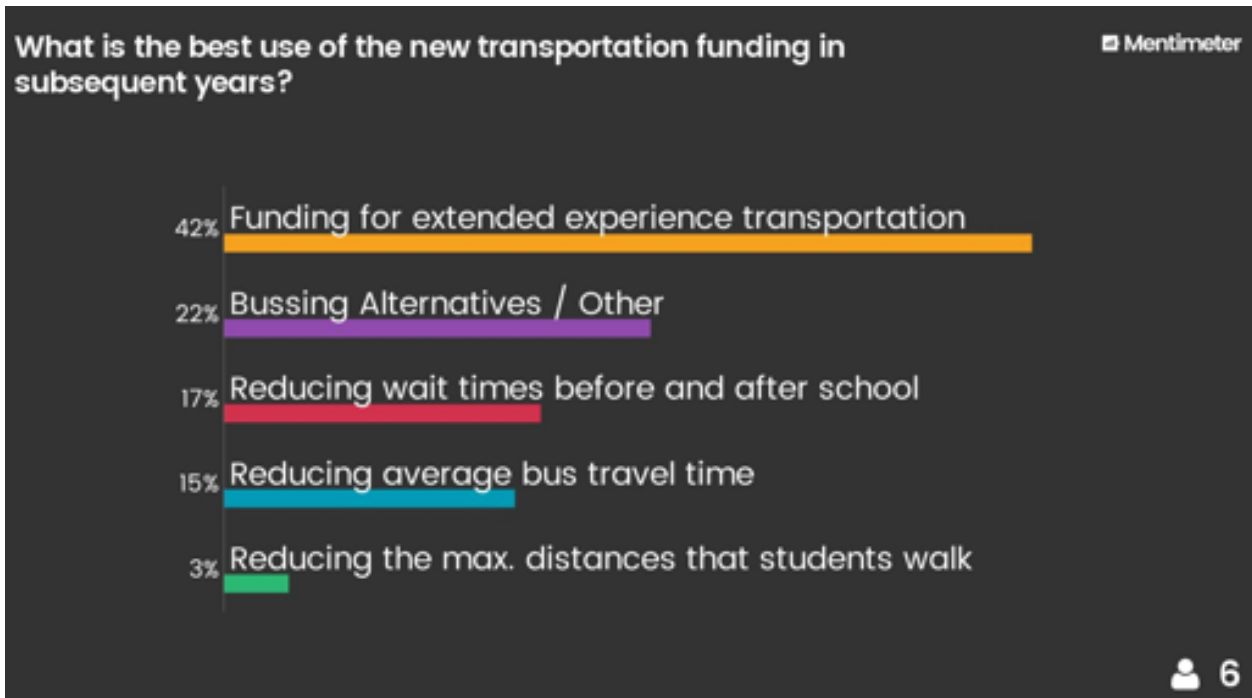 What is the best use of the new transportation funding in
subsequent years?
Mentimeter
42% Funding for extended experience transportation
22% Bussing Alternatives / Other
17% Reducing wait times before and after school
15% Reducing average bus travel time
3% Reducing the max. distances that students walk
6